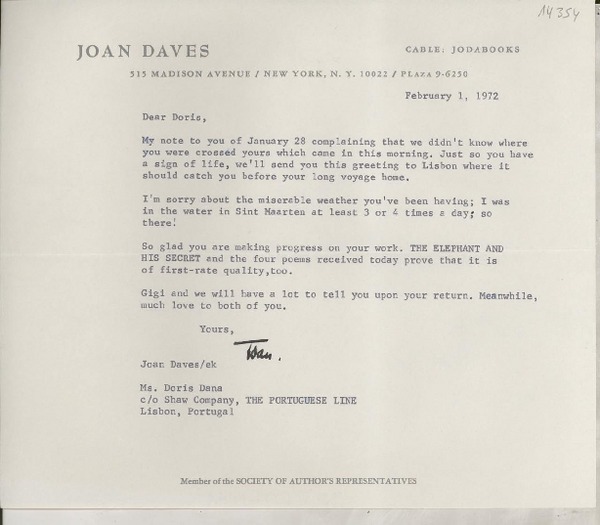 14354
JOAN DAVES
CABLE: JODABOOKS
515 MADISON AVENUE / NEW YORK, N. Y. 10022 / PLAZA 9-6250
February 1, 1972
Dear Doris,
My note to you of January 28 complaining that we didn't know where
you were crossed yours which came in this morning. Just so you have
a sign of life, we'll send you this greeting to Lisbon where it
should catch you before your long voyage home.
I'm sorry about the miserable weather you've been having; I was
in the water in Sint Maarten at least 3 or 4 times a day; so
there!
So glad you are making progress on your work. THE ELEPHANT AND
HIS SECRET and the four poems received today prove that it is
of first-rate quality,too.
Gigi and we will have a lot to tell you upon your return. Meanwhile,
much love to both of you.
Yours,
Joan.
Joan Daves/ek
Ms. Doris Dana
c/o Shaw Company, THE PORTUGUESE LINE
Lisbon, Portugal
Member of the SOCIETY OF AUTHOR'S REPRESENTATIVES